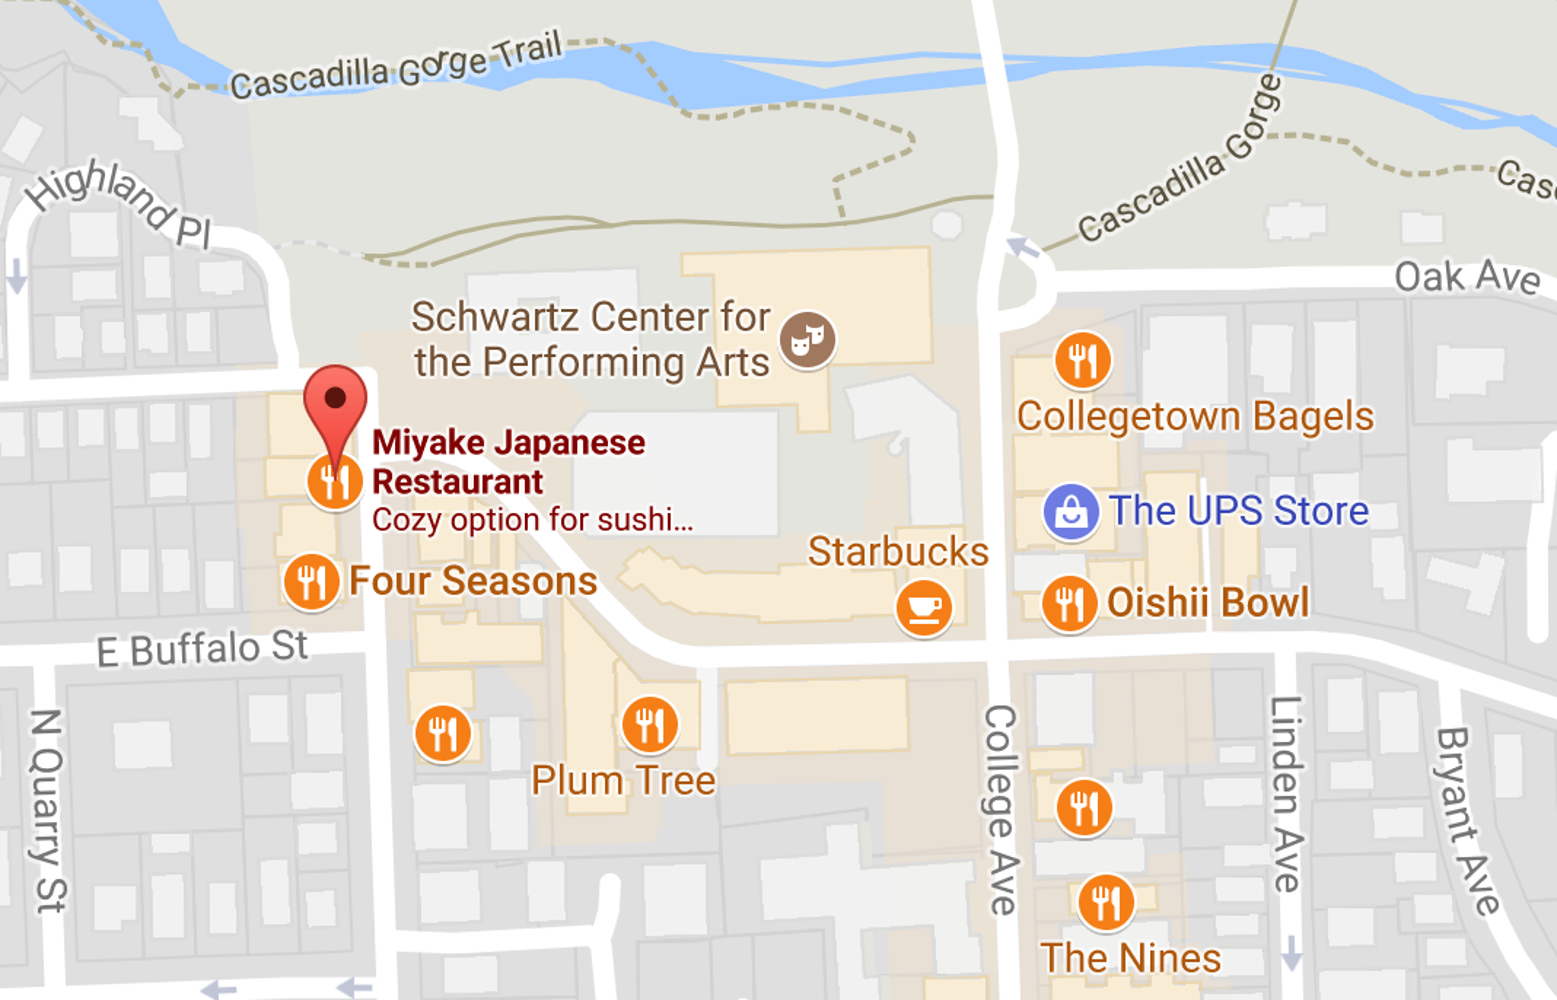 Cascadilla Gorge Trail
Highland Pl
Cascadilla Gorge
Casc
Oak Ave
Schwartz Center for
the Performing Arts
Collegetown Bagels
Miyake Japanese
Restaurant
Cozy option for sushi...
The UPS Store
Starbucks
Four Seasons
Oishii Bowl
E Buffalo St
N Quarry St
Plum Tree
College Ave
Linden Ave
Bryant Ave
The Nines